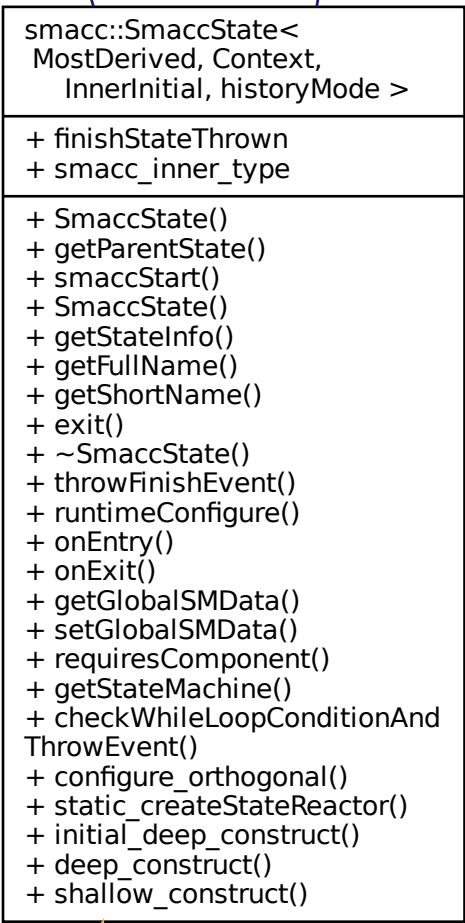 smacc::SmaccState<
MostDerived, Context,
InnerInitial, historyMode >
+ finishStateThrown
+ smacc_inner_type
+ SmaccState()
+ getParentState()
+ smaccStart()
+ SmaccState()
+ getStateInfo()
+ getFullName()
+ getShortName()
+ exit()
+ ~SmaccState()
+ throwFinishEvent()
+ runtimeConfigure()
+ onEntry()
+ onExit()
+ getGlobalSMData()
+ setGlobalSMData()
+ requiresComponent()
+ getStateMachine()
+ checkWhileLoopConditionAnd
ThrowEvent()
+ configure_orthogonal()
+ static_createStateReactor()
+ initial_deep_construct()
+ deep_construct()
+ shallow_construct()